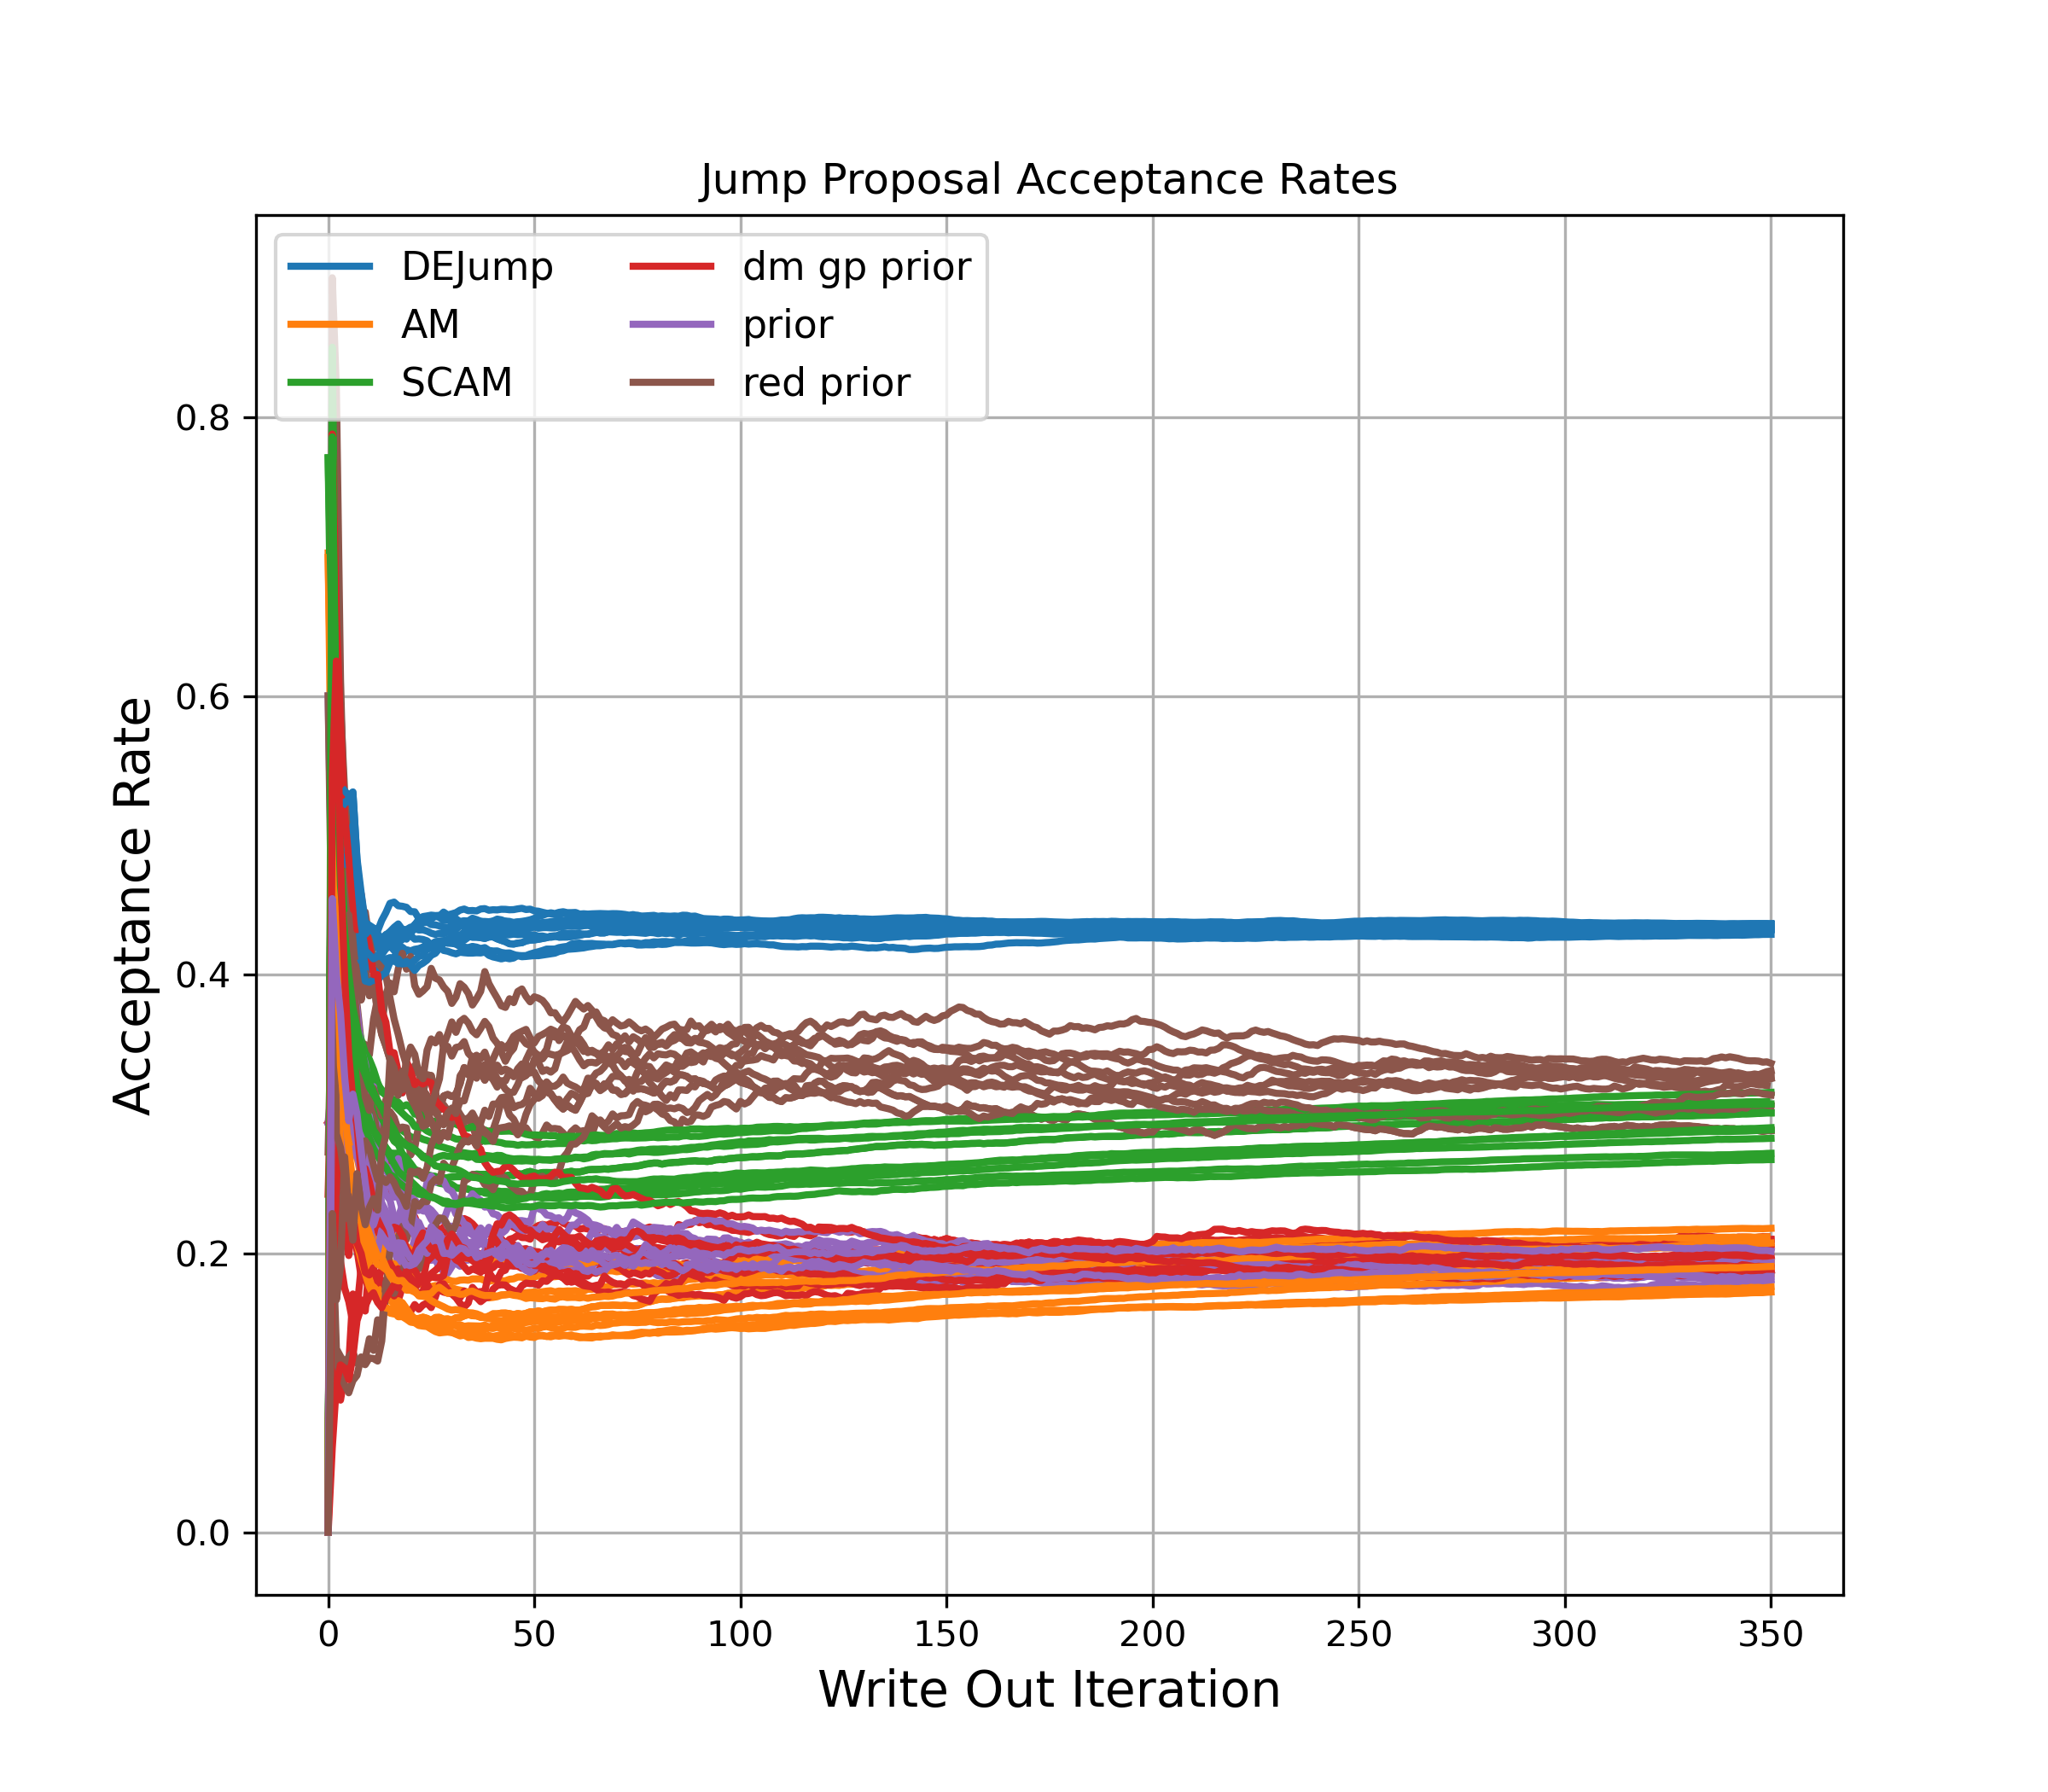 Jump Proposal Acceptance Rates
DEJump
AM
SCAM
dm gp prior
prior
red prior
Acceptance Rate
0.8
0.6
0.4
0.2
0.0
0 50 100 150 200 250 300 350
Write Out Iteration